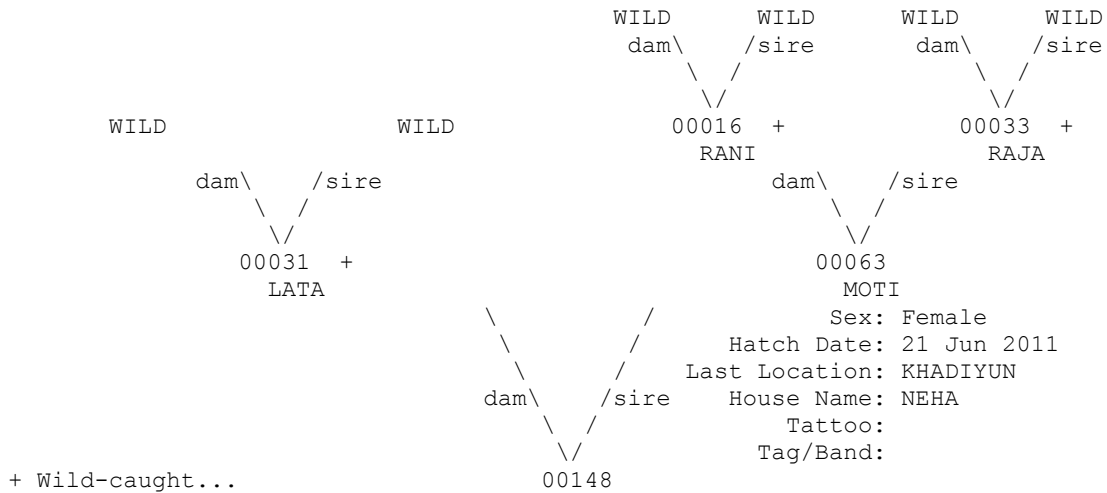 WILD WILD WILD WILD
dam\ /sire dam\ /sire
\ / \ /
\/ \/
WILD WILD 00016 + 00033 +
RANI RAJA
dam\ /sire dam\ /sire
\ / \ /
\/ \/
00031 + 00063
LATA MOTI
\ / Sex: Female
\ / Hatch Date: 21 Jun 2011
\ / Last Location: KHADIYUN
dam\ /sire House Name: NEHA
\ / Tattoo:
\/ Tag/Band:
+ Wild-caught... 00148